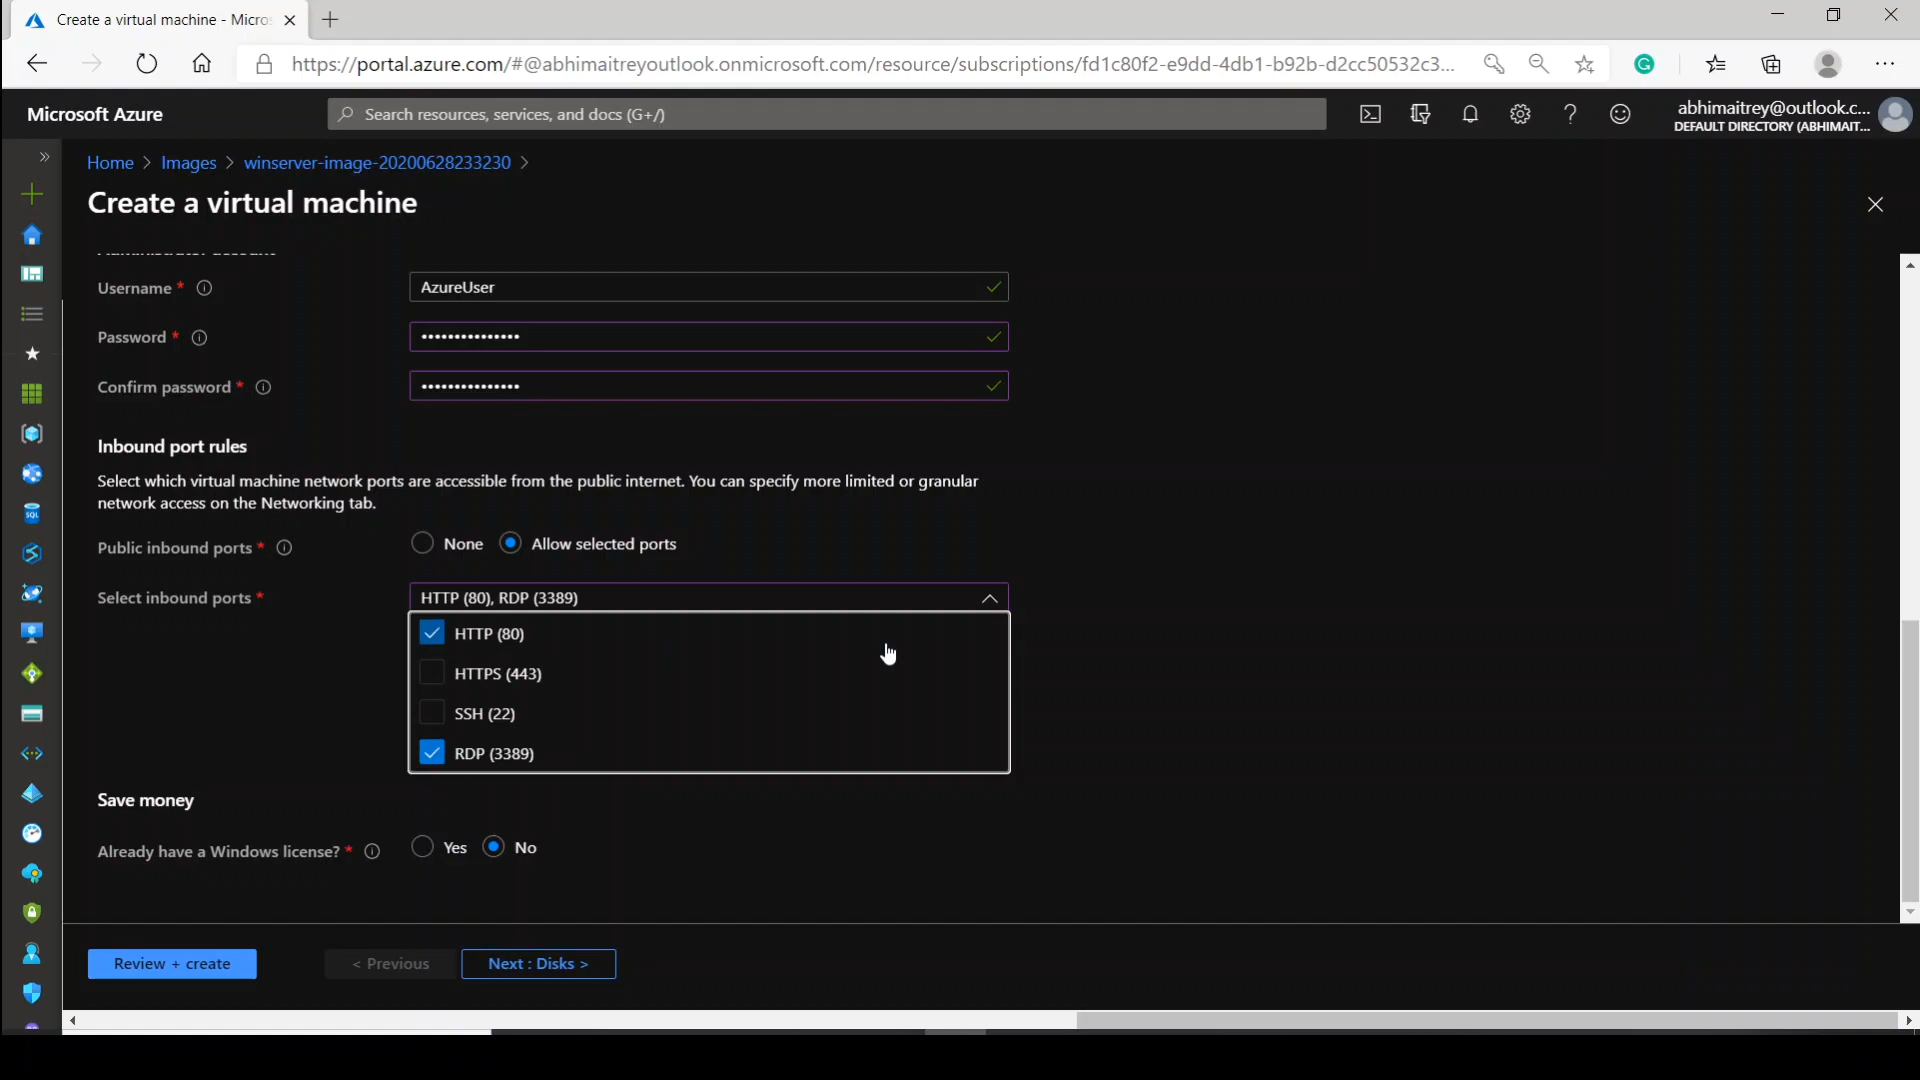 Create a virtual machine - Micros
https://portal.azure.com/#@abhimaitreyoutlook.onmicrosoft.com/resource/subscriptions/fd1c80f2-e9dd-4db1-b92b-d2cc50532c3...
Microsoft Azure
Search resources, services, and docs (G+/)
abhimaitrey@outlook.c...
DEFAULT DIRECTORY (ABHIMAIT...
Home > Images > winserver-image-20200628233230 >
Create a virtual machine
Username *
AzureUser
Password *
•••••••••••••••
Confirm password *
•••••••••••••••
Inbound port rules
Select which virtual machine network ports are accessible from the public internet. You can specify more limited or granular
network access on the Networking tab.
Public inbound ports *
None
Allow selected ports
Select inbound ports *
HTTP (80), RDP (3389)
HTTP (80)
HTTPS (443)
SSH (22)
RDP (3389)
Save money
Already have a Windows license? *
Yes
No
Review + create
< Previous
Next : Disks >